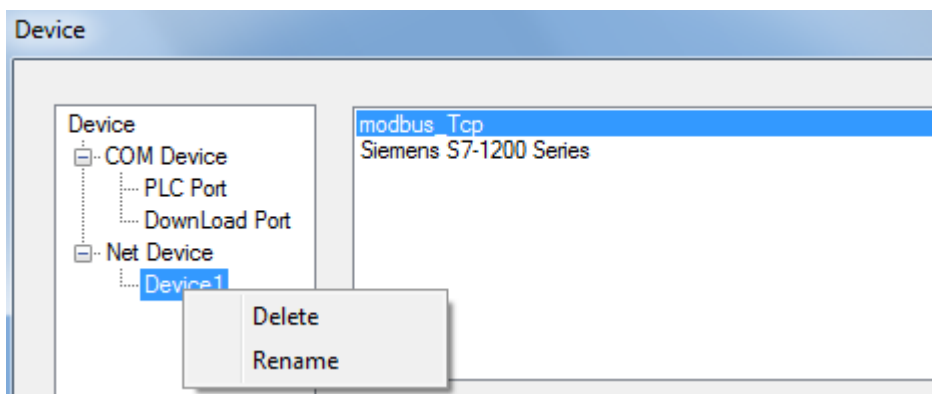 Device
Device
COM Device
PLC Port
DownLoad Port
Net Device
Device1
Delete
Rename
modbus_Tcp
Siemens S7-1200 Series